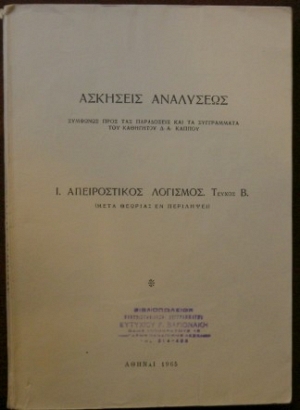 ΑΣΚΗΣΕΙΣ ΑΝΑΛΥΣΕΩΣ
ΣΥΜΦΩΝΩΣ ΠΡΟΣ ΤΑΣ ΠΑΡΑΔΟΣΕΙΣ ΚΑΙ ΤΑ ΣΥΓΓΡΑΜΜΑΤΑ
ΤΟΥ ΚΑΘΗΓΗΤΟΥ Δ. Α. ΚΑΠΠΟΥ
Ι. ΑΠΕΙΡΟΣΤΙΚΟΣ ΛΟΓΙΣΜΟΣ. Τεύχος Β.
(ΜΕΤΑ ΘΕΩΡΙΑΣ ΕΝ ΠΕΡΙΛΗΨΕΙ)
ΑΘΗΝΑΙ